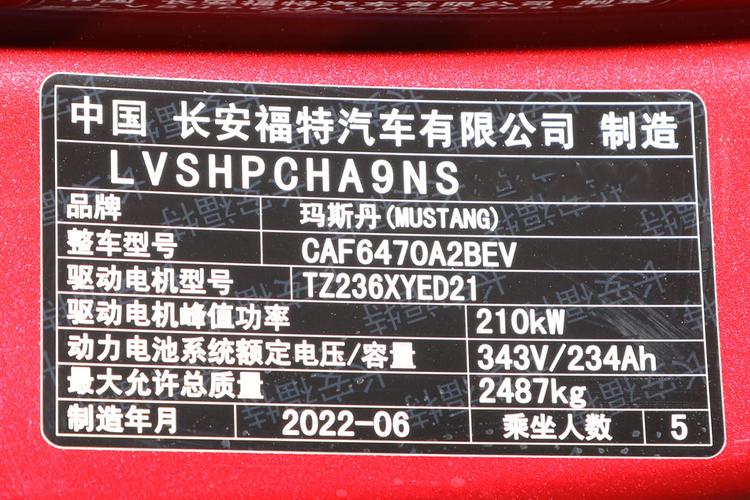 中国 长安福特汽车有限公司 制造
LVSHPCHA9NS
品牌 玛斯丹(MUSTANG)
整车型号 CAF6470A2BEV
驱动电机型号 TZ236XYED21
驱动电机峰值功率 210kW
动力电池系统额定电压/容量 343V/234Ah
最大允许总质量 2487kg
制造年月 2022-06 乘坐人数 5